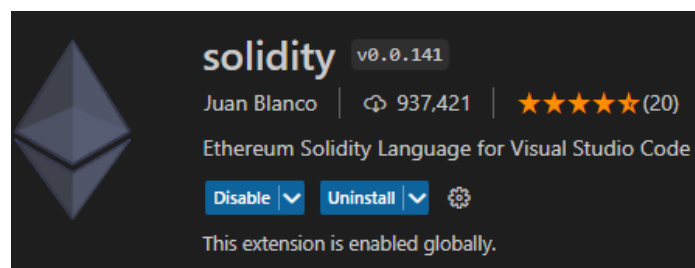 solidity v0.0.141
Juan Blanco 937,421 (20)
Ethereum Solidity Language for Visual Studio Code
Disable Uninstall
This extension is enabled globally.